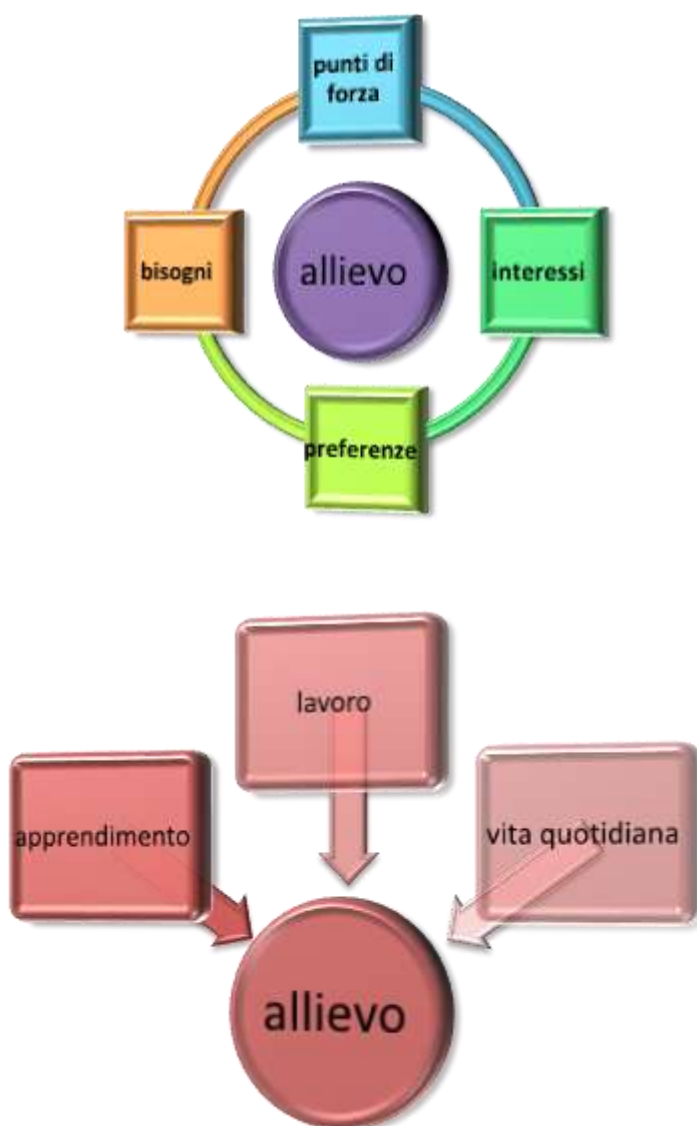 punti di
forza
bisogni
allievo
interessi
preferenze
lavoro
apprendimento
vita quotidiana
allievo